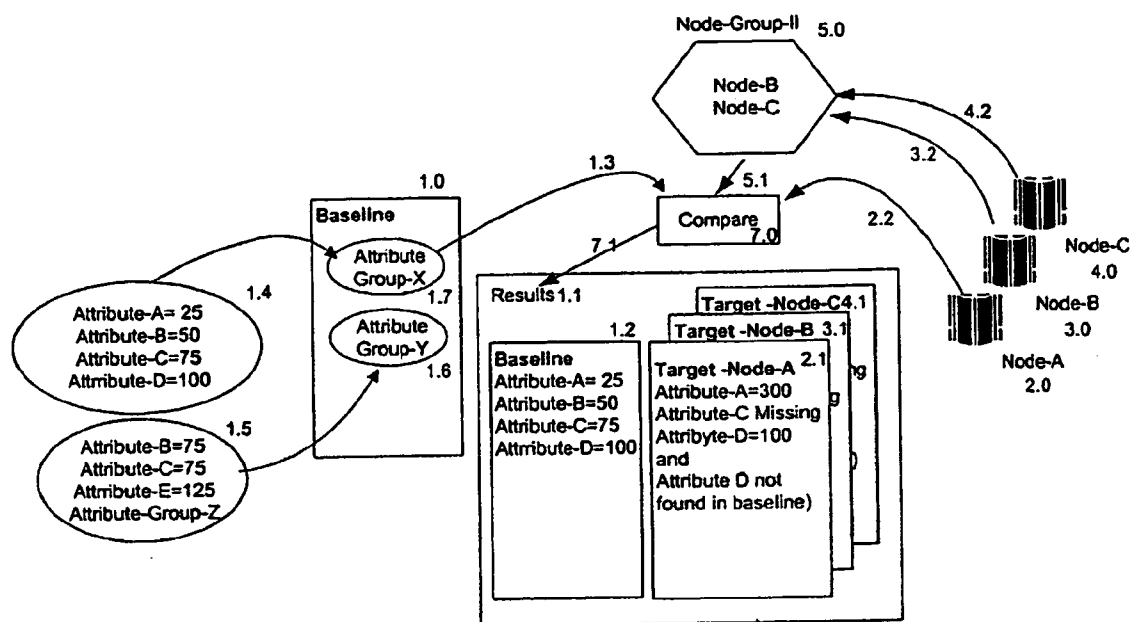 Node-Group-II 5.0
Node-B
Node-C
4.2
3.2
1.3
5.1
2.2
Compare
7.0
7.1
Node-C
4.0
Node-B
3.0
Node-A
2.0
1.0
Baseline
Attribute
Group-X
1.7
Attribute
Group-Y
1.6
1.4
Attribute-A= 25
Attribute-B=50
Attribute-C=75
Attrribute-D=100
1.5
Attribute-B=75
Attribute-C=75
Attrribute-E=125
Attribute-Group-Z
Results 1.1
1.2
Baseline
Attribute-A= 25
Attribute-B=50
Attribute-C=75
Attrribute-D=100
Target -Node-C4.1
Target -Node-B 3.1
2.1
Target -Node-A
Attribute-A=300
Attribute-C Missing
Attribyte-D=100
and
Attribute D not
found in baseline)
ng
g
)